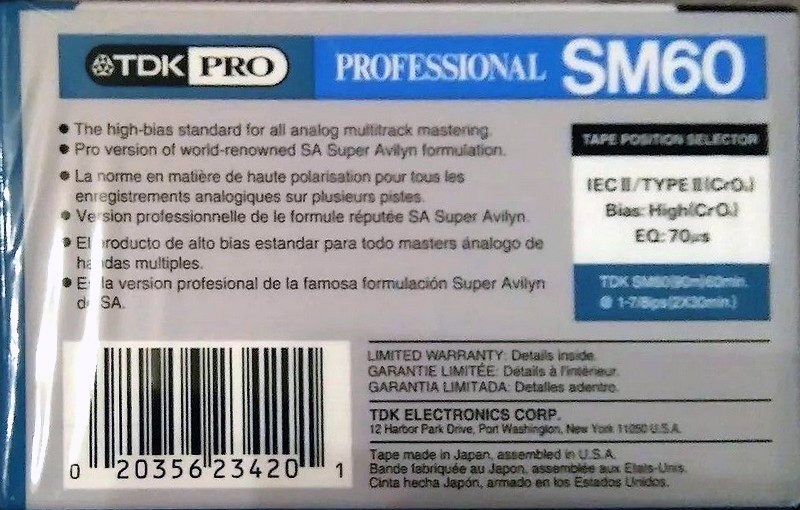 TDK PRO PROFESSIONAL SM60
● The high-bias standard for all analog multitrack mastering.
● Pro version of world-renowned SA Super Avilyn formulation.
● La norme en matière de haute polarisation pour tous les
enregistrements analogiques sur plusieurs pistes.
● Version professionnelle de la formule réputée SA Super Avilyn.
● El producto de alto bias estandar para todo masters ánalogo de
bandas multiples.
● Es la version profesional de la famosa formulación Super Avilyn
de SA.
TAPE POSITION SELECTOR
IEC II/TYPE II(CrO₂)
Bias: High(CrO₂)
EQ: 70μs
TDK SM60(90m)60min.
@ 1-7/8ips(2X30min.)
LIMITED WARRANTY: Details inside.
GARANTIE LIMITÉE: Détails à l'intérieur.
GARANTIA LIMITADA: Detalles adentro.
TDK ELECTRONICS CORP.
12 Harbor Park Drive, Port Washington, New York 11050 U.S.A.
Tape made in Japan, assembled in U.S.A.
Bande fabriquée au Japon, assemblée aux Etats-Unis.
Cinta hecha Japón, armado en los Estados Unidos.
0 20356 23420 1